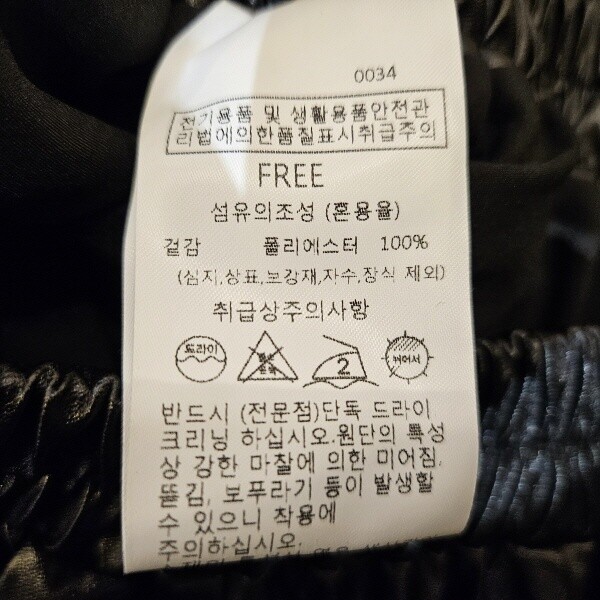 0034
전기용품 및 생활용품안전관
리법에의한품질표시취급주의
FREE
섬유의조성 (혼용율)
겉감 폴리에스터 100%
(심지,상표,보강재,자수,장식 제외)
취급상주의사항
드라이 2 뉘어서
반드시 (전문점)단독 드라이
크리닝 하십시오.원단의 특성
상 강한 마찰에 의한 미어짐.
뜯김, 보푸라기 등이 발생할
수 있으니 착용에
주의하십시오.